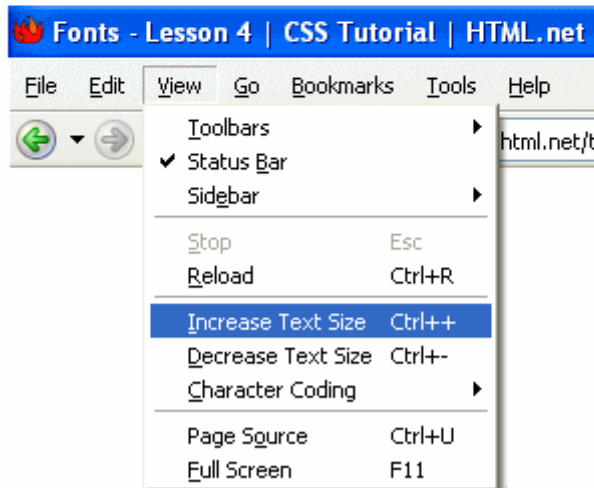 Fonts - Lesson 4 | CSS Tutorial | HTML.net
File Edit View Go Bookmarks Tools Help
html.net/t
Toolbars
Status Bar
Sidebar
Stop Esc
Reload Ctrl+R
Increase Text Size Ctrl++
Decrease Text Size Ctrl+-
Character Coding
Page Source Ctrl+U
Full Screen F11